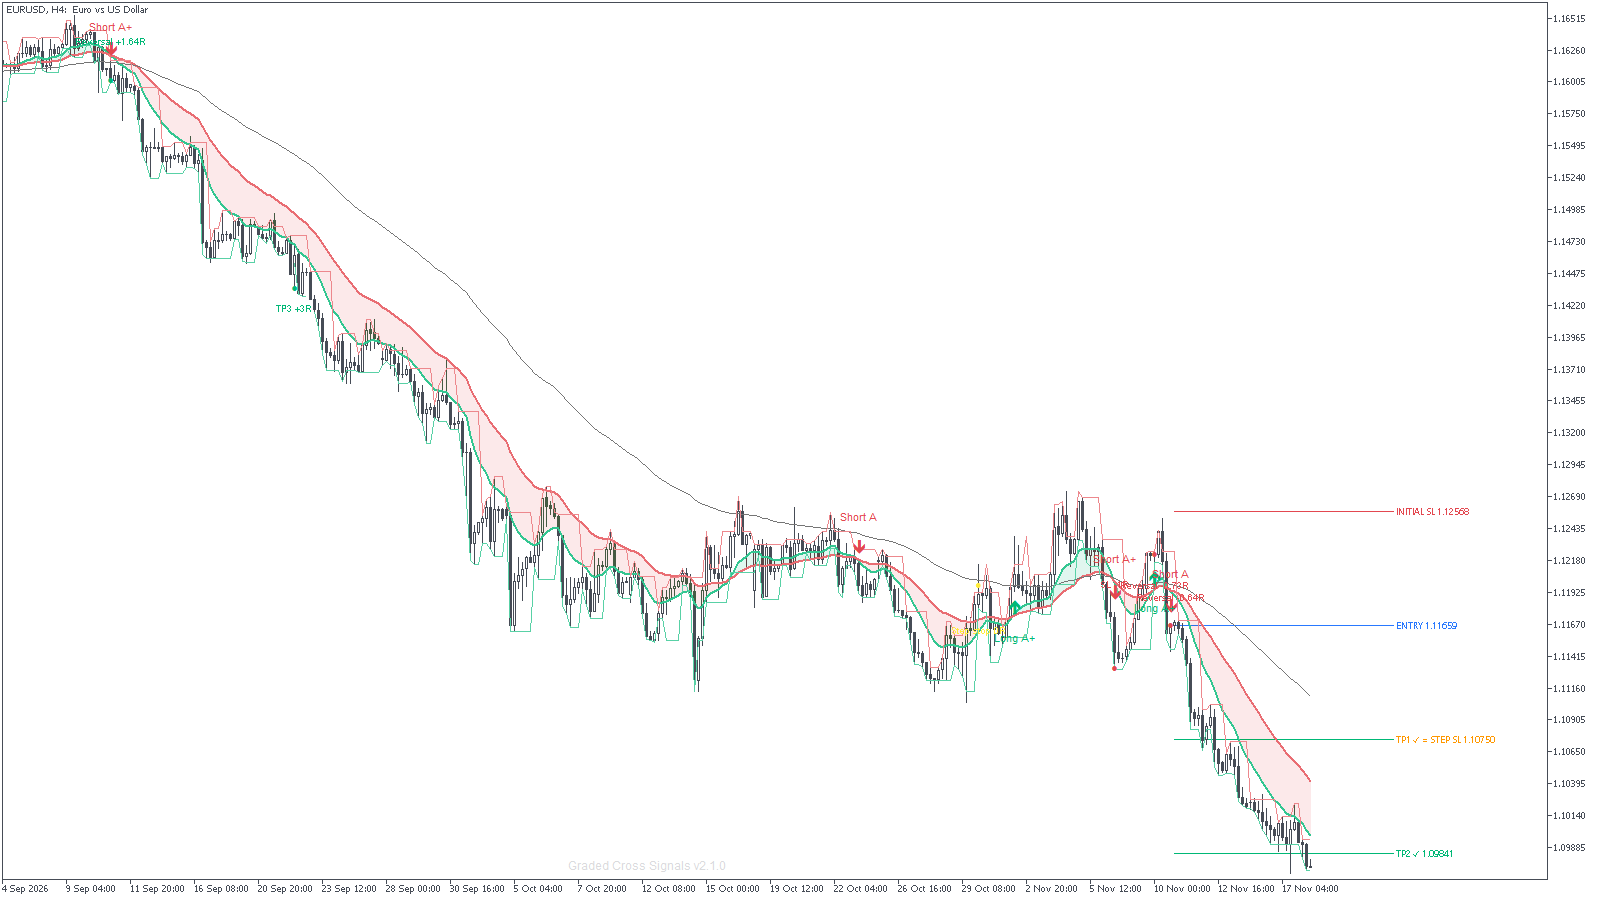 EURUSD, H4: Euro vs US Dollar
Short A+
+1.64R
TP3 +3R
Short A
Long A+
Short A+
Short A
INITIAL SL 1.12568
ENTRY 1.11659
TP1 ✓ = STEP SL 1.10750
TP2 ✓ 1.09841
Graded Cross Signals v2.1.0
1.16515
1.16260
1.16005
1.15750
1.15495
1.15240
1.14985
1.14730
1.14475
1.14220
1.13965
1.13710
1.13455
1.13200
1.12945
1.12690
1.12435
1.12180
1.11925
1.11670
1.11415
1.11160
1.10905
1.10650
1.10395
1.10140
1.09885
4 Sep 2026
9 Sep 04:00
11 Sep 20:00
16 Sep 08:00
20 Sep 20:00
23 Sep 12:00
28 Sep 00:00
30 Sep 16:00
5 Oct 04:00
7 Oct 20:00
12 Oct 08:00
15 Oct 00:00
19 Oct 12:00
22 Oct 04:00
26 Oct 16:00
29 Oct 08:00
2 Nov 20:00
5 Nov 12:00
10 Nov 00:00
12 Nov 16:00
17 Nov 04:00